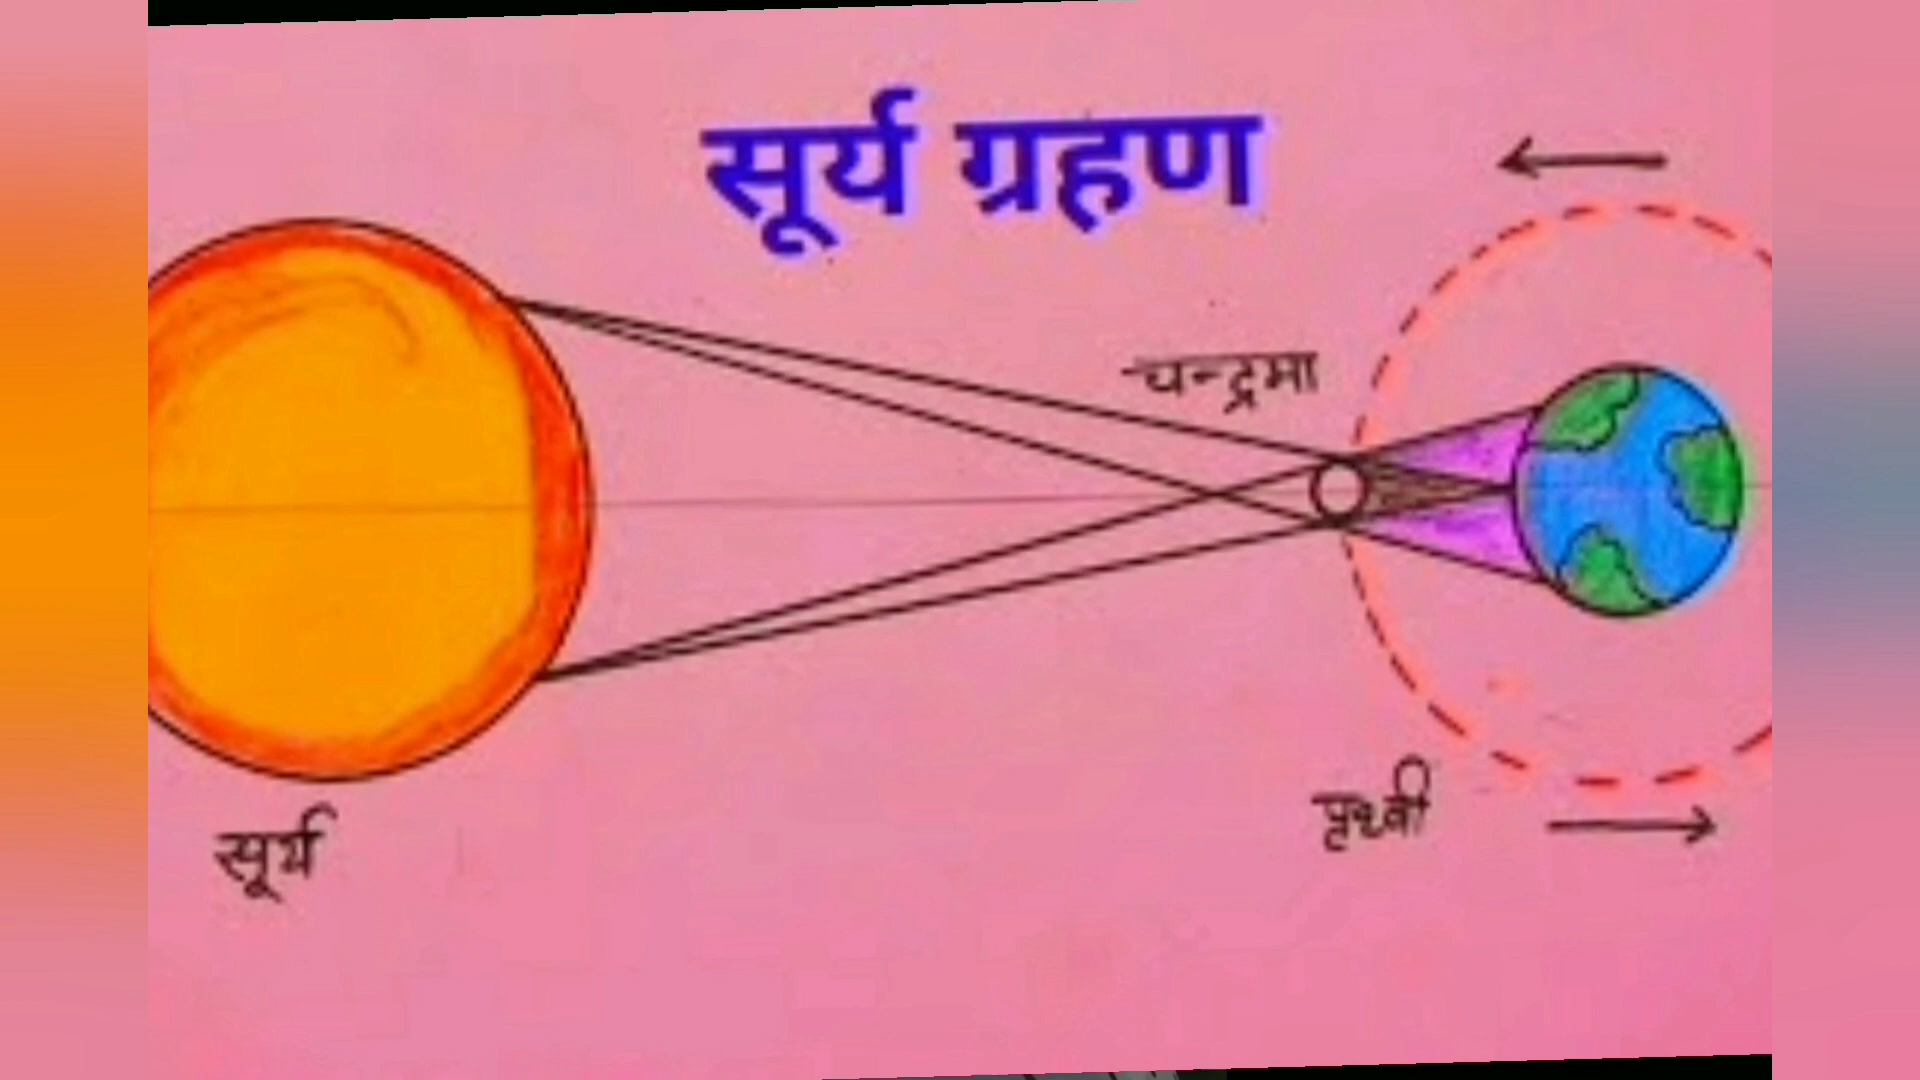 सूर्य ग्रहण
चन्द्रमा
पृथ्वी
सूर्य